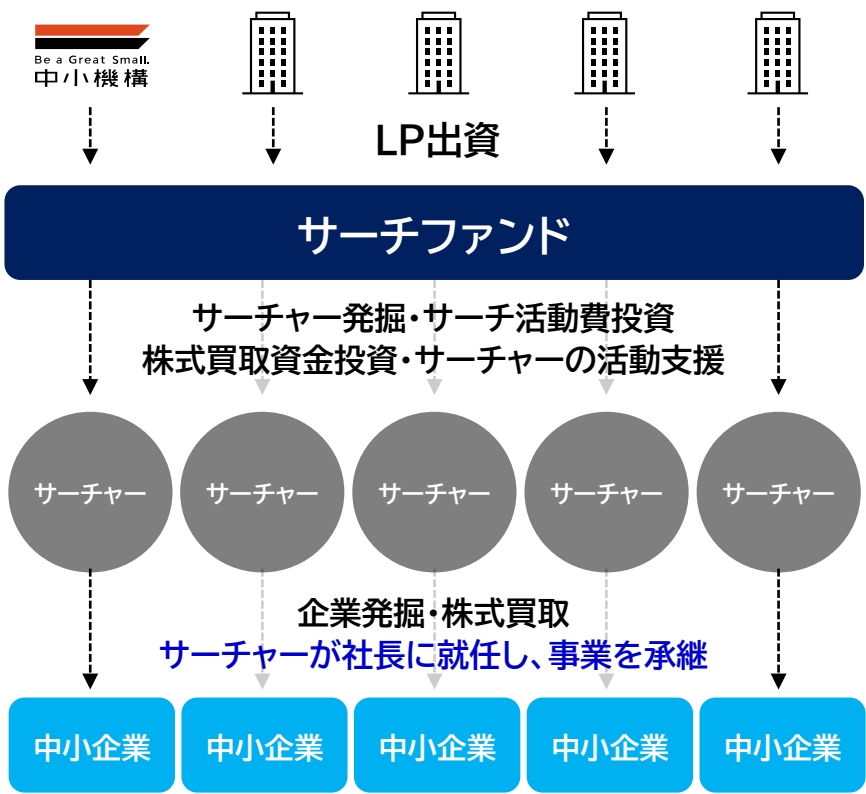 Be a Great Small.
中小機構
LP出資
サーチファンド
サーチャー発掘・サーチ活動費投資
株式買取資金投資・サーチャーの活動支援
サーチャー サーチャー サーチャー サーチャー サーチャー
企業発掘・株式買取
サーチャーが社長に就任し、事業を承継
中小企業 中小企業 中小企業 中小企業 中小企業